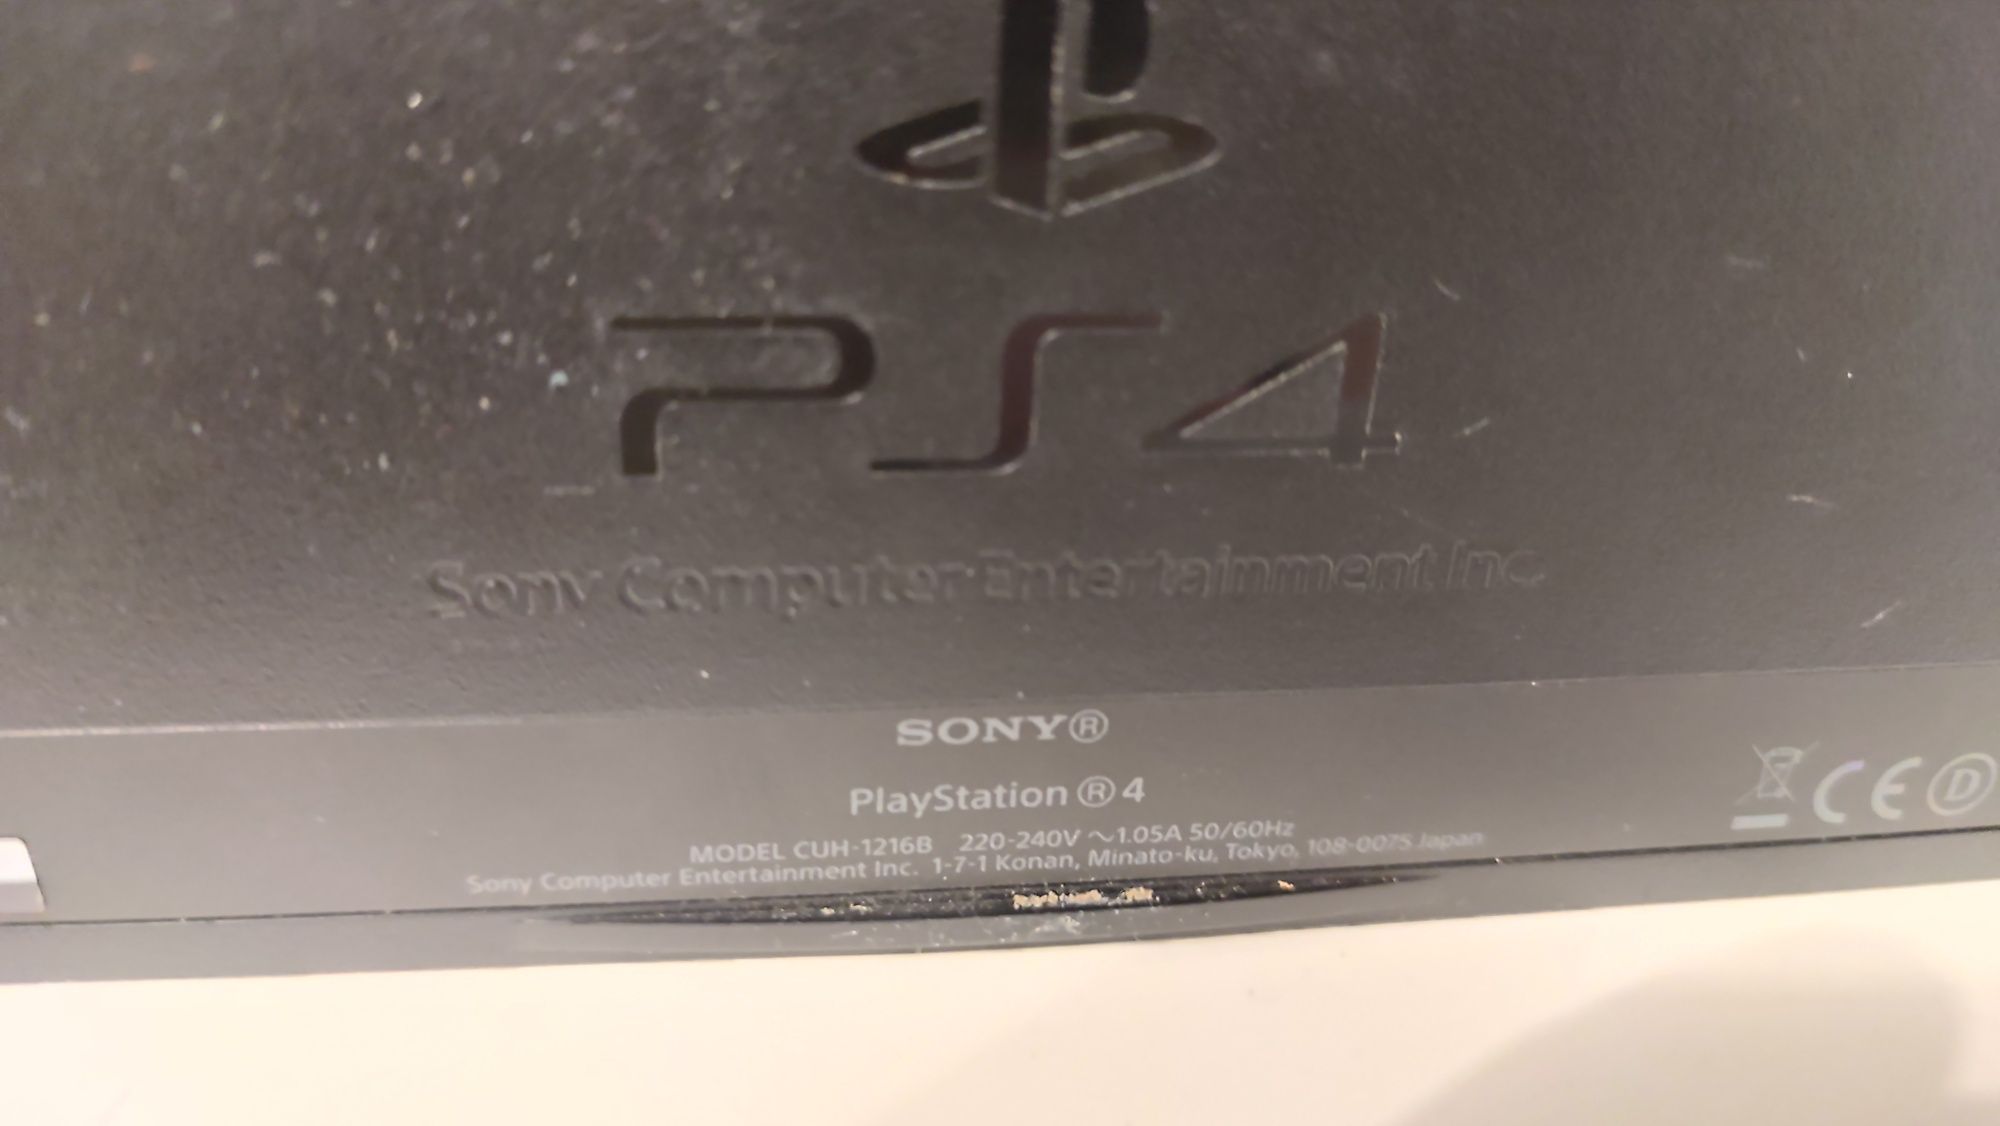 PS4
Sony Computer Entertainment Inc.
SONY®
PlayStation®4
MODEL CUH-1216B 220-240V ~1.05A 50/60Hz
Sony Computer Entertainment Inc. 1-7-1 Konan, Minato-ku, Tokyo, 108-0075 Japan
CE D